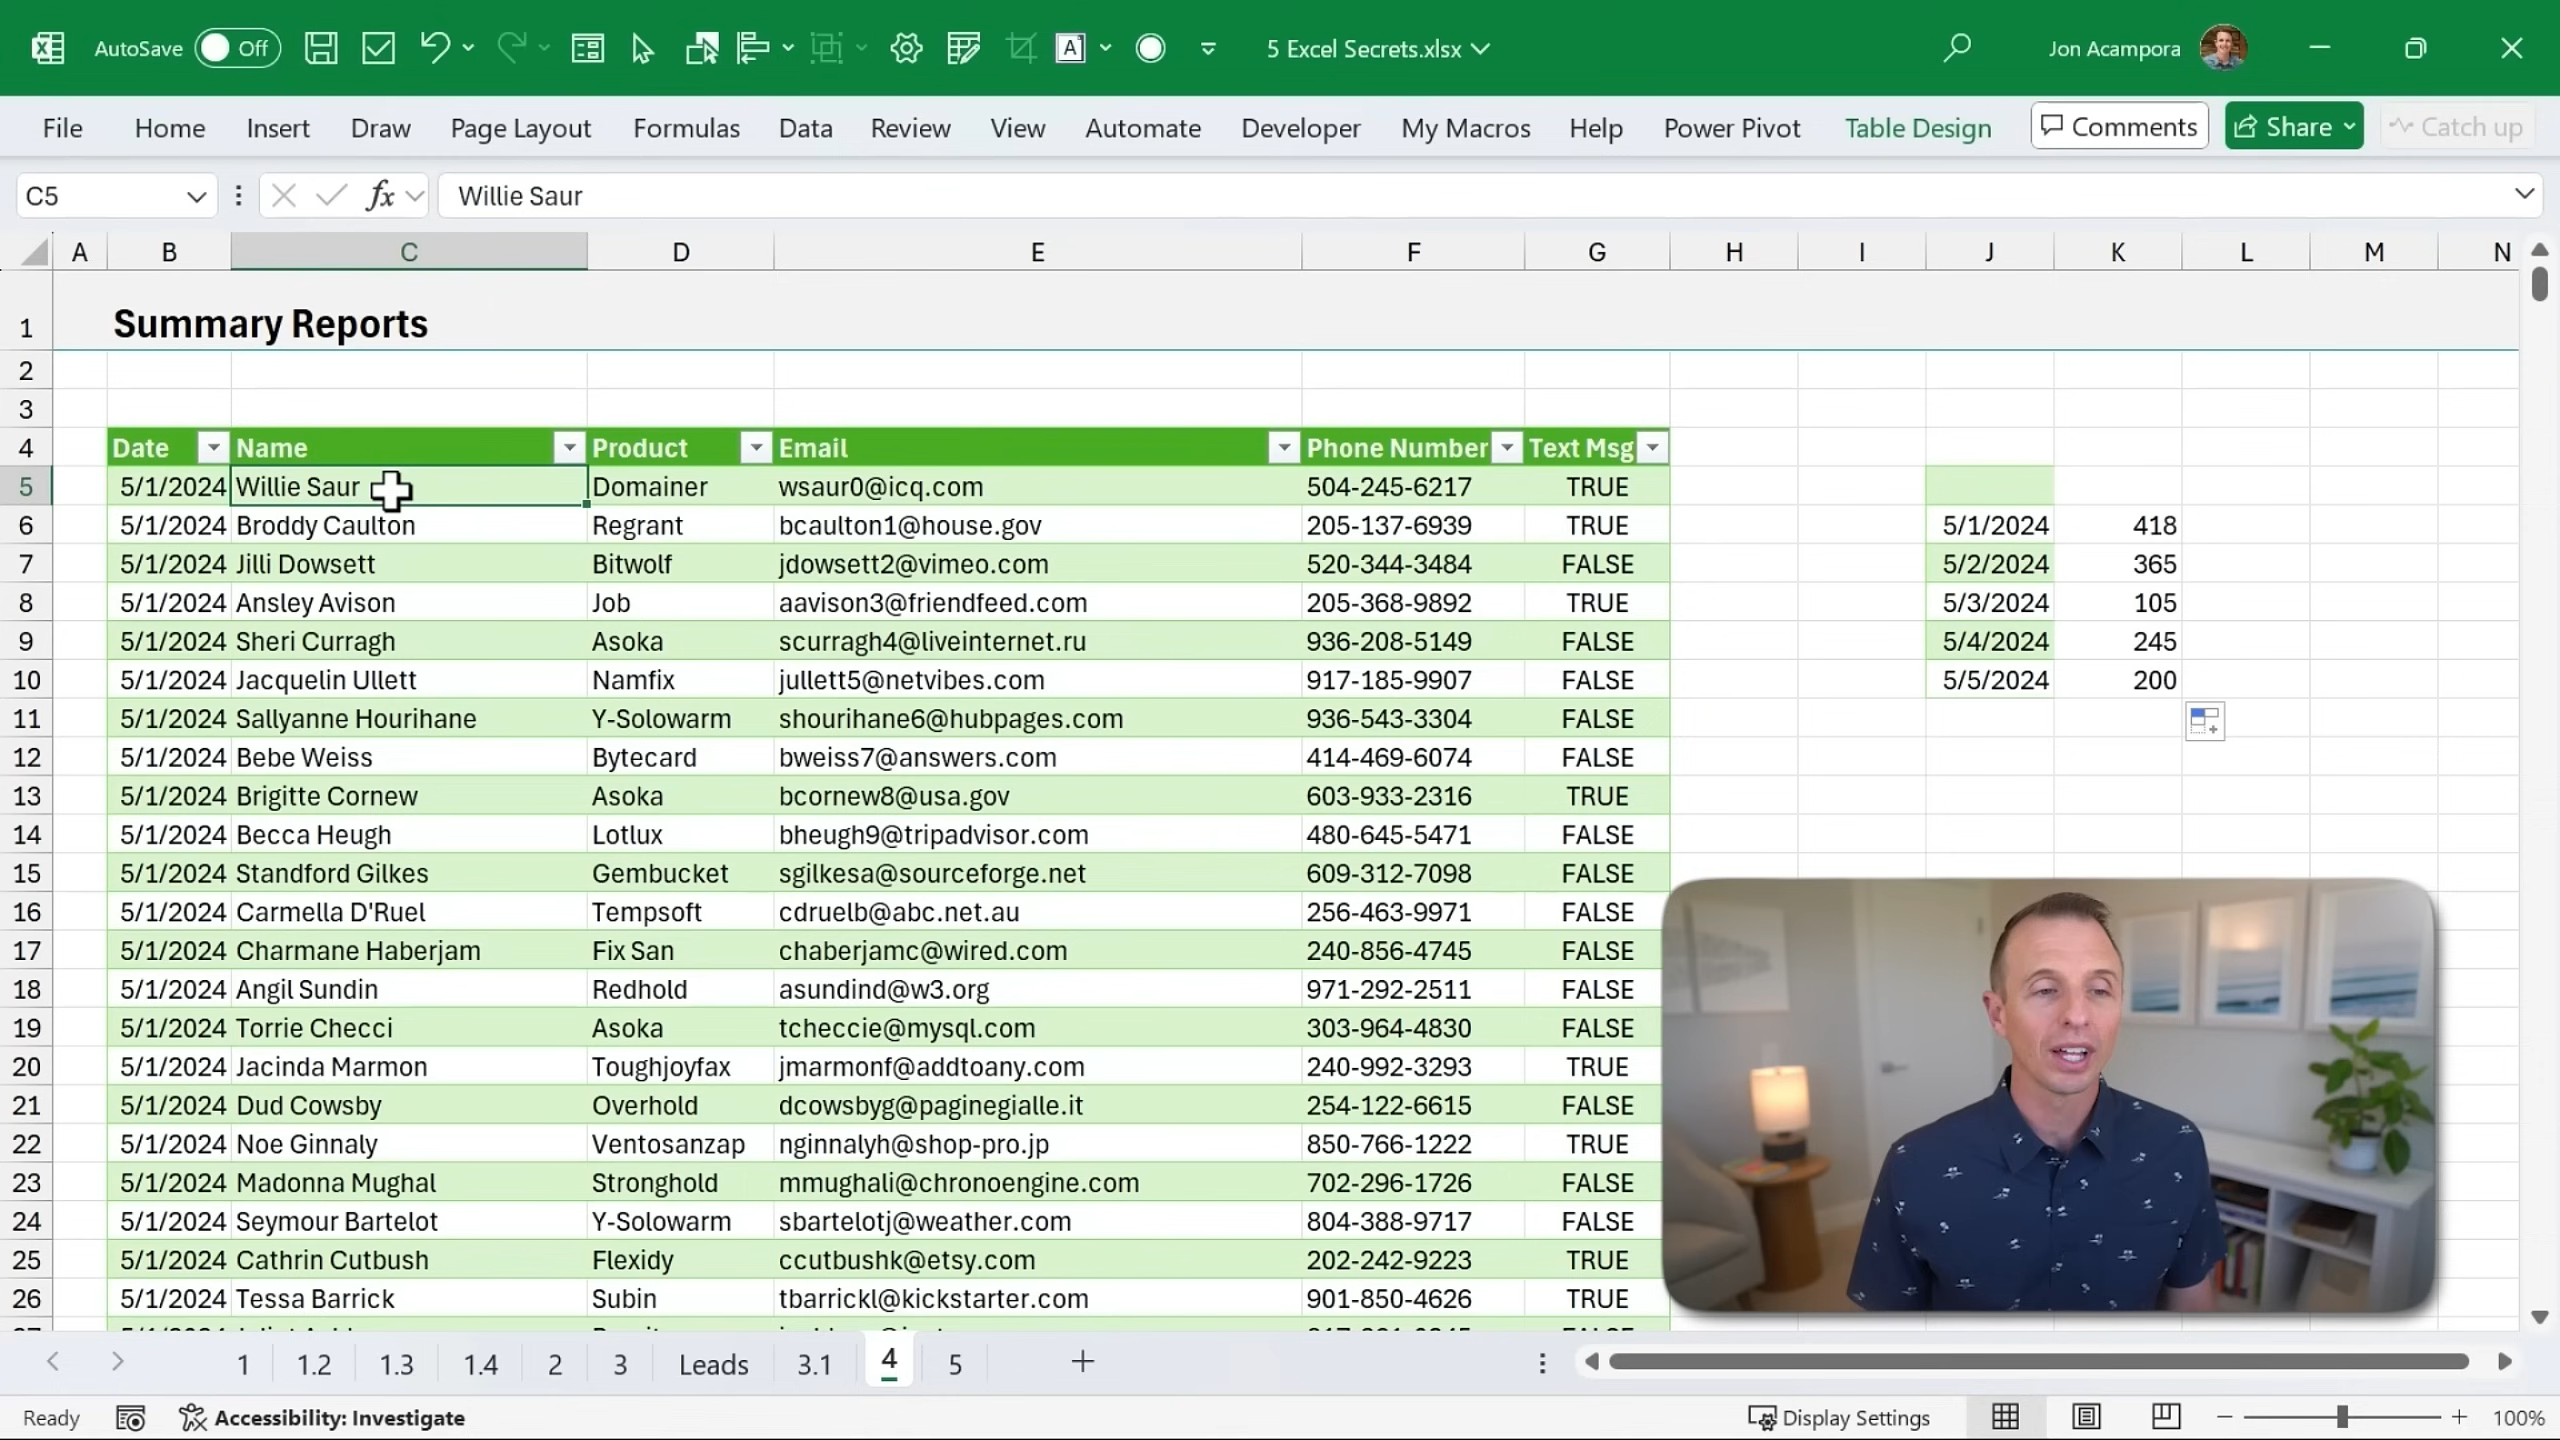 AutoSave Off 5 Excel Secrets.xlsx Jon Acampora
File Home Insert Draw Page Layout Formulas Data Review View Automate Developer My Macros Help Power Pivot Table Design Comments Share Catch up
C5 fx Willie Saur
A B C D E F G H I J K L M N
1 Summary Reports
2
3
4 Date Name Product Email Phone Number Text Msg
5 5/1/2024 Willie Saur Domainer wsaur0@icq.com 504-245-6217 TRUE
6 5/1/2024 Broddy Caulton Regrant bcaulton1@house.gov 205-137-6939 TRUE 5/1/2024 418
7 5/1/2024 Jilli Dowsett Bitwolf jdowsett2@vimeo.com 520-344-3484 FALSE 5/2/2024 365
8 5/1/2024 Ansley Avison Job aavison3@friendfeed.com 205-368-9892 TRUE 5/3/2024 105
9 5/1/2024 Sheri Curragh Asoka scurragh4@liveinternet.ru 936-208-5149 FALSE 5/4/2024 245
10 5/1/2024 Jacquelin Ullett Namfix jullett5@netvibes.com 917-185-9907 FALSE 5/5/2024 200
11 5/1/2024 Sallyanne Hourihane Y-Solowarm shourihane6@hubpages.com 936-543-3304 FALSE
12 5/1/2024 Bebe Weiss Bytecard bweiss7@answers.com 414-469-6074 FALSE
13 5/1/2024 Brigitte Cornew Asoka bcornew8@usa.gov 603-933-2316 TRUE
14 5/1/2024 Becca Heugh Lotlux bheugh9@tripadvisor.com 480-645-5471 FALSE
15 5/1/2024 Standford Gilkes Gembucket sgilkesa@sourceforge.net 609-312-7098 FALSE
16 5/1/2024 Carmella D'Ruel Tempsoft cdruelb@abc.net.au 256-463-9971 FALSE
17 5/1/2024 Charmane Haberjam Fix San chaberjamc@wired.com 240-856-4745 FALSE
18 5/1/2024 Angil Sundin Redhold asundind@w3.org 971-292-2511 FALSE
19 5/1/2024 Torrie Checci Asoka tcheccie@mysql.com 303-964-4830 FALSE
20 5/1/2024 Jacinda Marmon Toughjoyfax jmarmonf@addtoany.com 240-992-3293 TRUE
21 5/1/2024 Dud Cowsby Overhold dcowsbyg@paginegialle.it 254-122-6615 FALSE
22 5/1/2024 Noe Ginnaly Ventosanzap nginnalyh@shop-pro.jp 850-766-1222 TRUE
23 5/1/2024 Madonna Mughal Stronghold mmughali@chronoengine.com 702-296-1726 FALSE
24 5/1/2024 Seymour Bartelot Y-Solowarm sbartelotj@weather.com 804-388-9717 FALSE
25 5/1/2024 Cathrin Cutbush Flexidy ccutbushk@etsy.com 202-242-9223 TRUE
26 5/1/2024 Tessa Barrick Subin tbarrickl@kickstarter.com 901-850-4626 TRUE
1 1.2 1.3 1.4 2 3 Leads 3.1 4 5
Ready Accessibility: Investigate Display Settings 100%